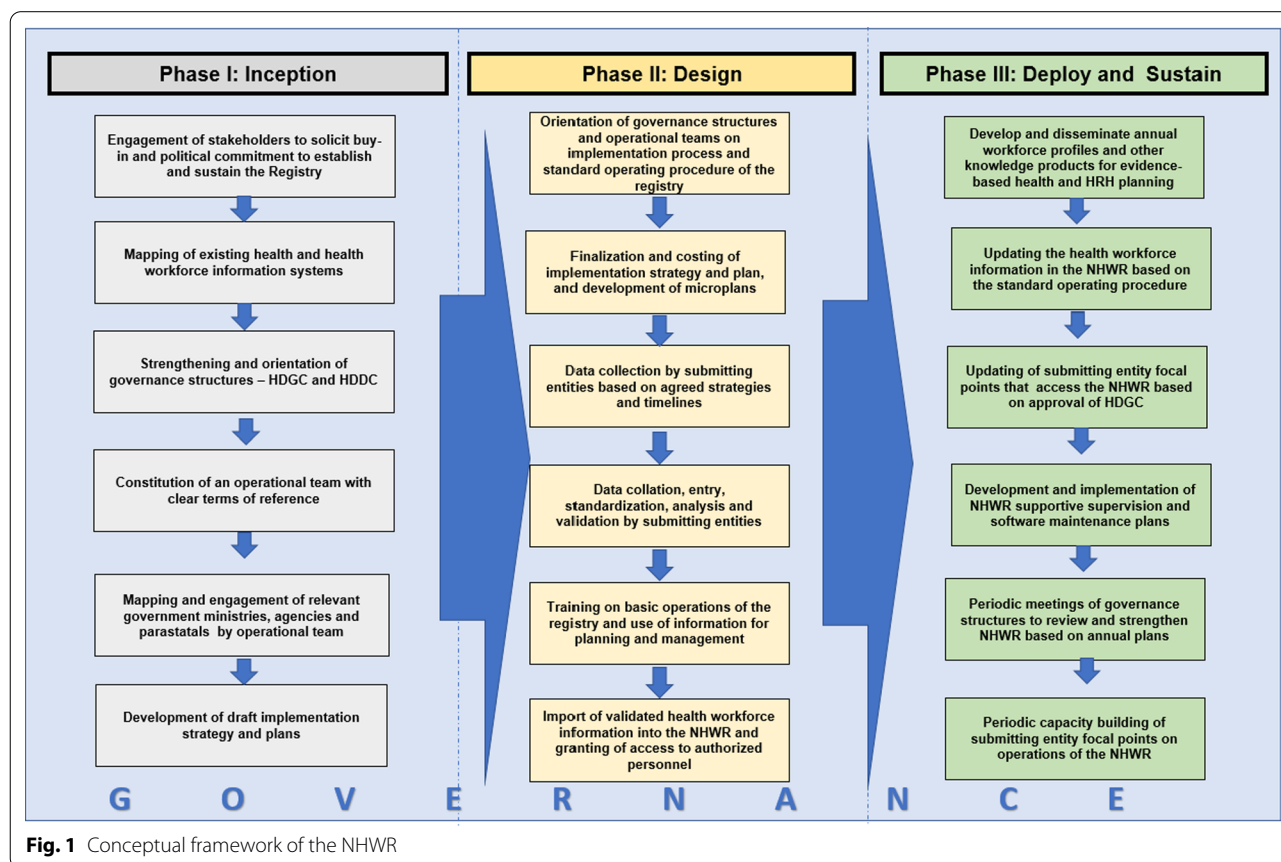 Phase I: Inception
Engagement of stakeholders to solicit buy-
in and political commitment to establish
and sustain the Registry
Mapping of existing health and health
workforce information systems
Strengthening and orientation of
governance structures – HDGC and HDDC
Constitution of an operational team with
clear terms of reference
Mapping and engagement of relevant
government ministries, agencies and
parastatals by operational team
Development of draft implementation
strategy and plans
Phase II: Design
Orientation of governance structures
and operational teams on
implementation process and
standard operating procedure of the
registry
Finalization and costing of
implementation strategy and plan,
and development of microplans
Data collection by submitting
entities based on agreed strategies
and timelines
Data collation, entry,
standardization, analysis and
validation by submitting entities
Training on basic operations of the
registry and use of information for
planning and management
Import of validated health workforce
information into the NHWR and
granting of access to authorized
personnel
Phase III: Deploy and Sustain
Develop and disseminate annual
workforce profiles and other
knowledge products for evidence-
based health and HRH planning
Updating the health workforce
information in the NHWR based on
the standard operating procedure
Updating of submitting entity focal
points that access the NHWR based
on approval of HDGC
Development and implementation of
NHWR supportive supervision and
software maintenance plans
Periodic meetings of governance
structures to review and strengthen
NHWR based on annual plans
Periodic capacity building of
submitting entity focal points on
operations of the NHWR
G O V E R N A N C E
Fig. 1 Conceptual framework of the NHWR